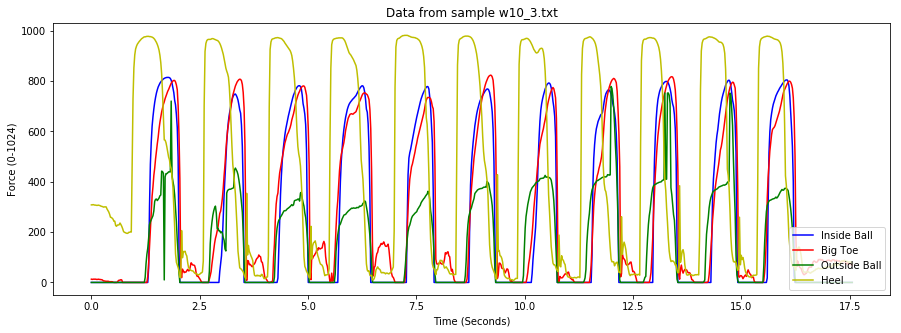 Data from sample w10_3.txt
Force (0-1024)
1000
800
600
400
200
0
0.0 2.5 5.0 7.5 10.0 12.5 15.0 17.5
Time (Seconds)
Inside Ball
Big Toe
Outside Ball
Heel